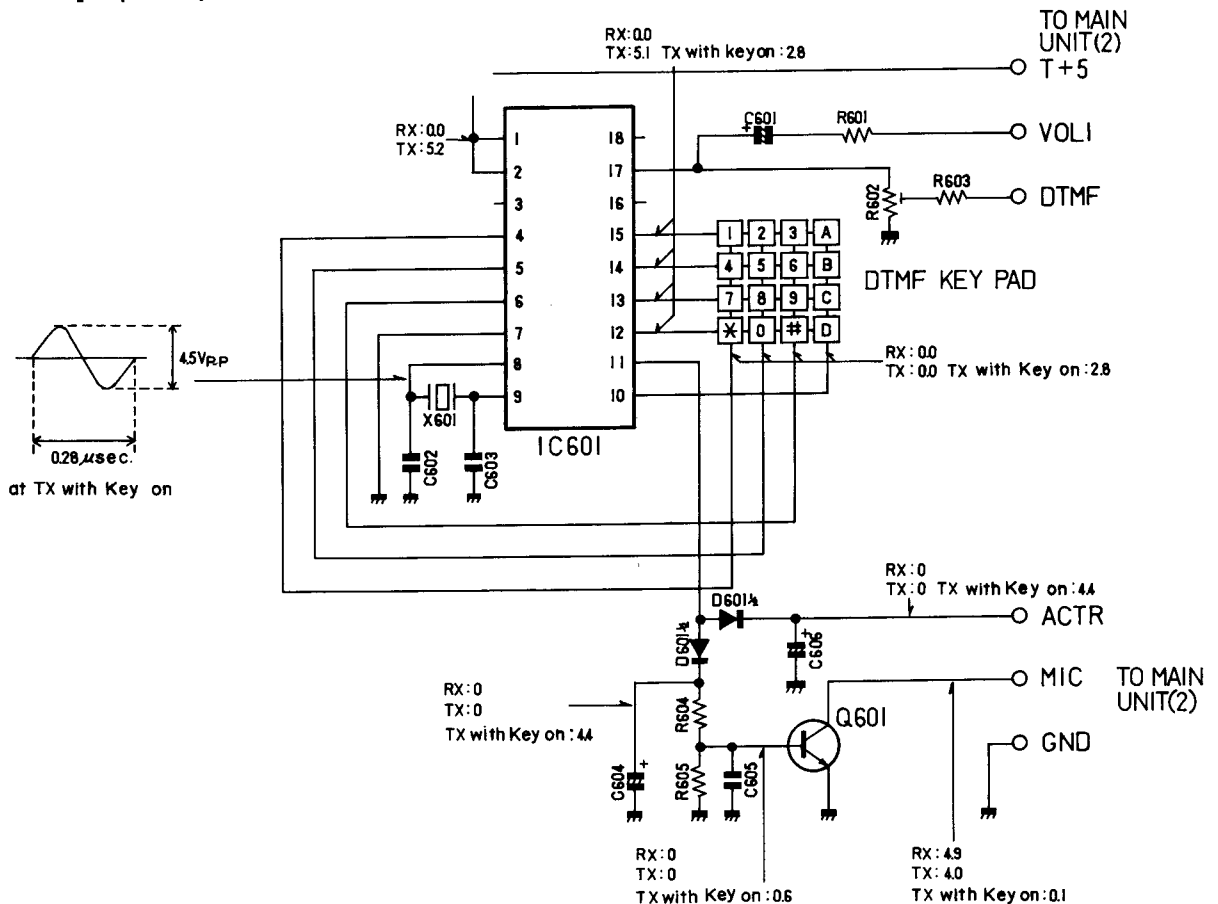 TO MAIN
UNIT(2)
RX:0.0
TX:5.1 TX with keyon:2.8
T+5
RX:0.0
TX:5.2
C601
+
R601
VOL1
R602
R603
DTMF
1
2
3
4
5
6
7
8
9
18
17
16
15
14
13
12
11
10
IC601
1 2 3 A
4 5 6 B
7 8 9 C
* 0 # D
DTMF KEY PAD
RX:0.0
TX:0.0 TX with Key on:2.8
4.5VP.P
0.28μsec.
at TX with Key on
X601
C602
C603
RX:0
TX:0 TX with Key on:4.4
D601½
ACTR
D601½
+
C606
RX:0
TX:0
TX with Key on:4.4
R604
Q601
MIC
TO MAIN
UNIT(2)
GND
+
C604
R605
C605
RX:0
TX:0
TX with Key on:0.6
RX:4.9
TX:4.0
TX with Key on:0.1